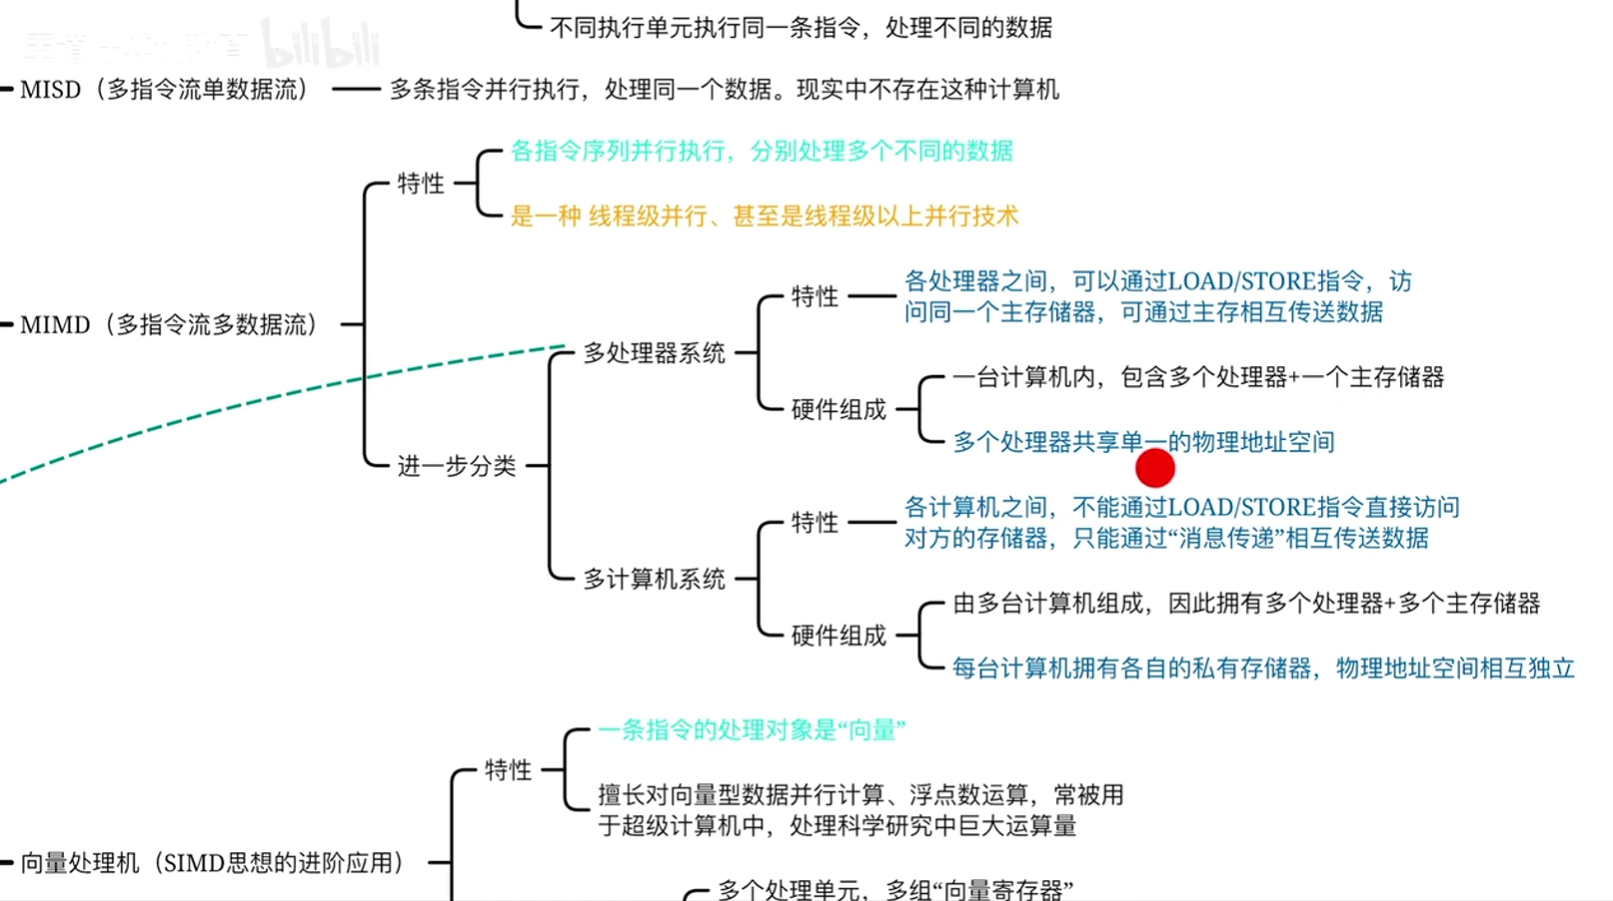 不同执行单元执行同一条指令，处理不同的数据
bilibili
MISD（多指令流单数据流）
多条指令并行执行，处理同一个数据。现实中不存在这种计算机
各指令序列并行执行，分别处理多个不同的数据
特性
是一种 线程级并行、甚至是线程级以上并行技术
MIMD（多指令流多数据流）
进一步分类
多处理器系统
特性
各处理器之间，可以通过LOAD/STORE指令，访
问同一个主存储器，可通过主存相互传送数据
硬件组成
一台计算机内，包含多个处理器+一个主存储器
多个处理器共享单一的物理地址空间
多计算机系统
特性
各计算机之间，不能通过LOAD/STORE指令直接访问
对方的存储器，只能通过“消息传递”相互传送数据
硬件组成
由多台计算机组成，因此拥有多个处理器+多个主存储器
每台计算机拥有各自的私有存储器，物理地址空间相互独立
向量处理机（SIMD思想的进阶应用）
特性
一条指令的处理对象是“向量”
擅长对向量型数据并行计算、浮点数运算，常被用
于超级计算机中，处理科学研究中巨大运算量
多个处理单元，多组“向量寄存器”